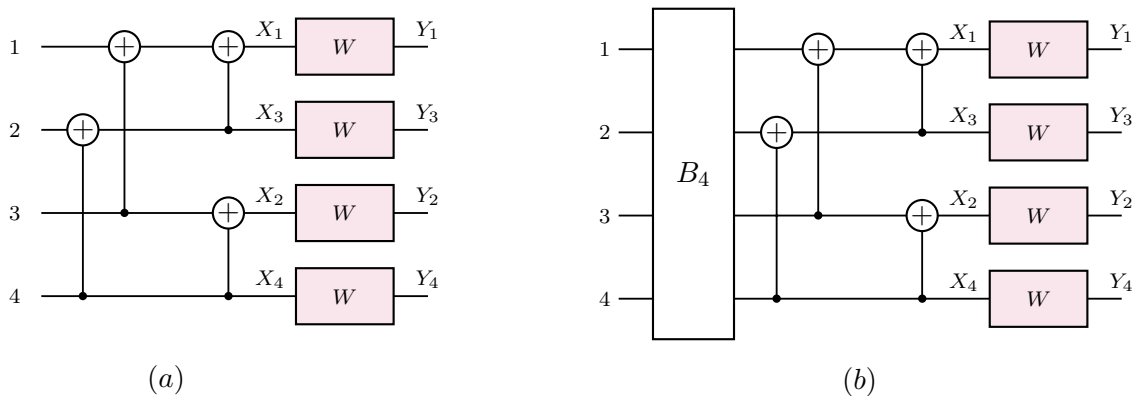 1 X₁ W Y₁
2 X₃ W Y₃
3 X₂ W Y₂
4 X₄ W Y₄
(a)
1 X₁ W Y₁
2 X₃ W Y₃
B₄
3 X₂ W Y₂
4 X₄ W Y₄
(b)